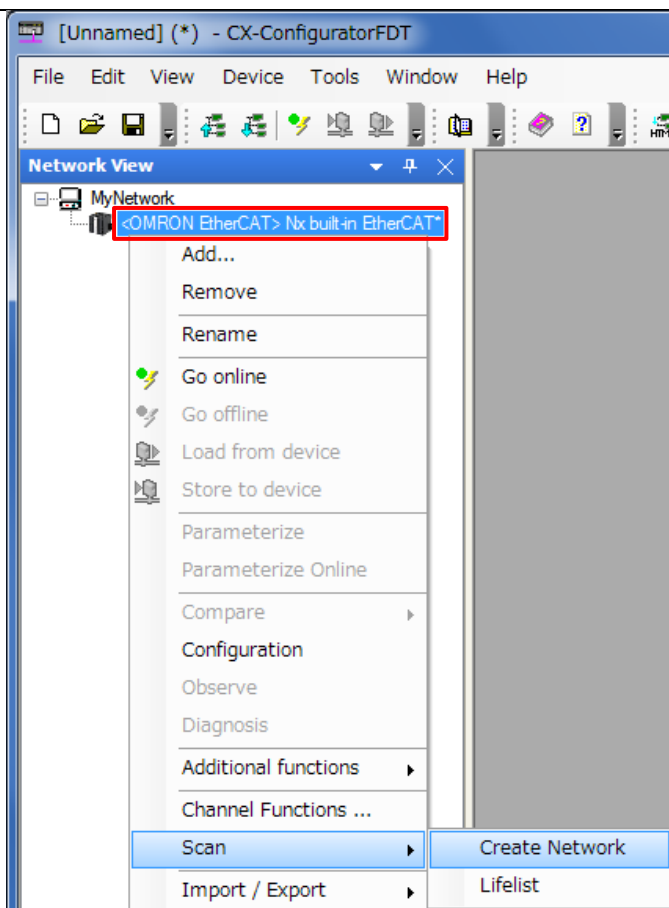 [Unnamed] (*) - CX-ConfiguratorFDT
File Edit View Device Tools Window Help
HTM
Network View
MyNetwork
<OMRON EtherCAT> Nx built-in EtherCAT*
Add...
Remove
Rename
Go online
Go offline
Load from device
Store to device
Parameterize
Parameterize Online
Compare
Configuration
Observe
Diagnosis
Additional functions
Channel Functions ...
Scan Create Network
Import / Export Lifelist